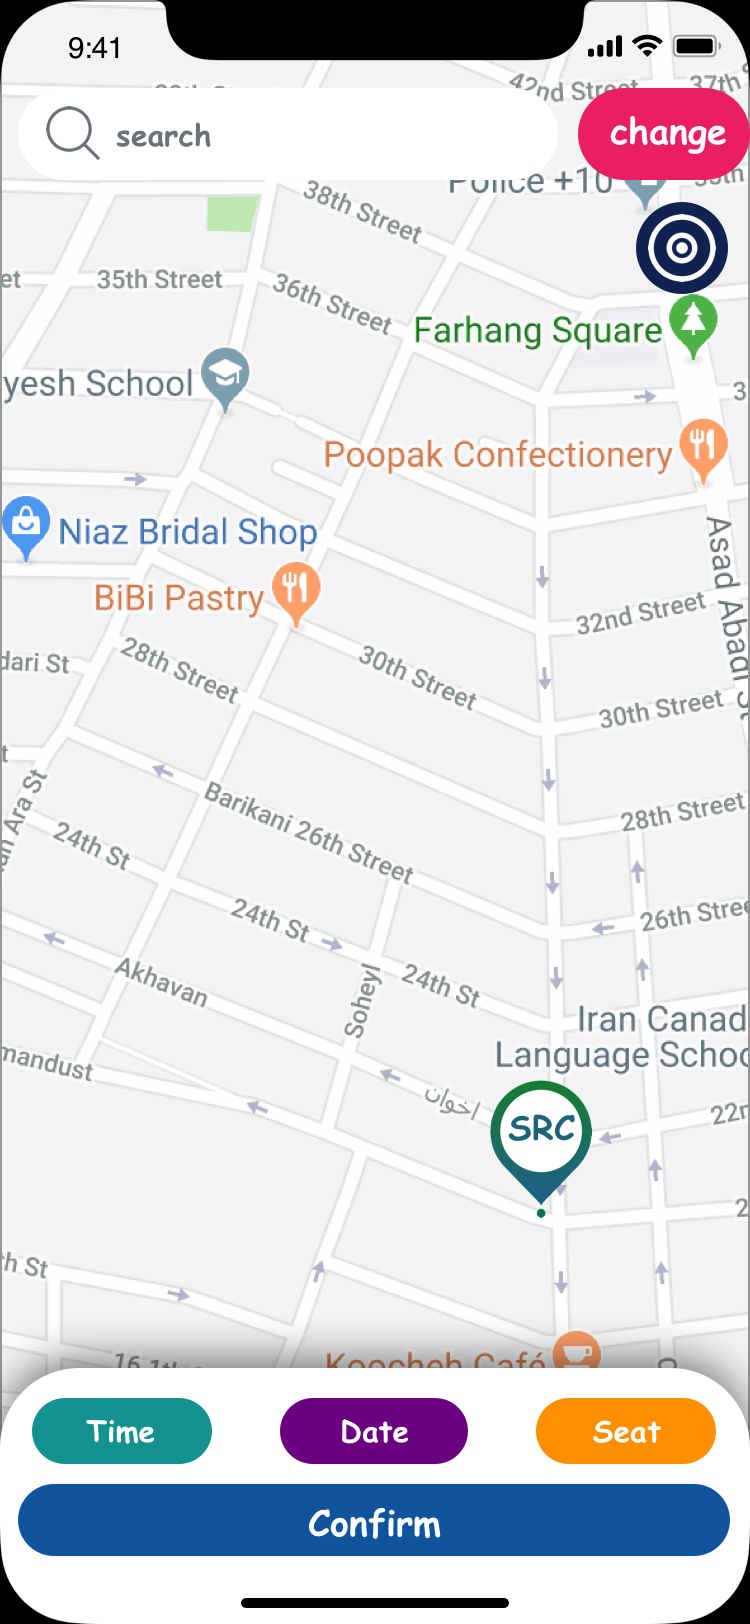 9:41
42nd Street
37th S
search
change
Police +10
38th Street
et
35th Street
36th Street
Farhang Square
yesh School
3
Poopak Confectionery
Niaz Bridal Shop
Asad Abadi St
BiBi Pastry
32nd Street
dari St
28th Street
30th Street
30th Street
t
an Ara St
Barikani 26th Street
28th Street
24th St
24th St
26th Stree
Akhavan
24th St
Soheyl
Iran Canad
Language Schoo
mandust
اخوان
SRC
22n
2
h St
Koocheh Café
Time
Date
Seat
Confirm